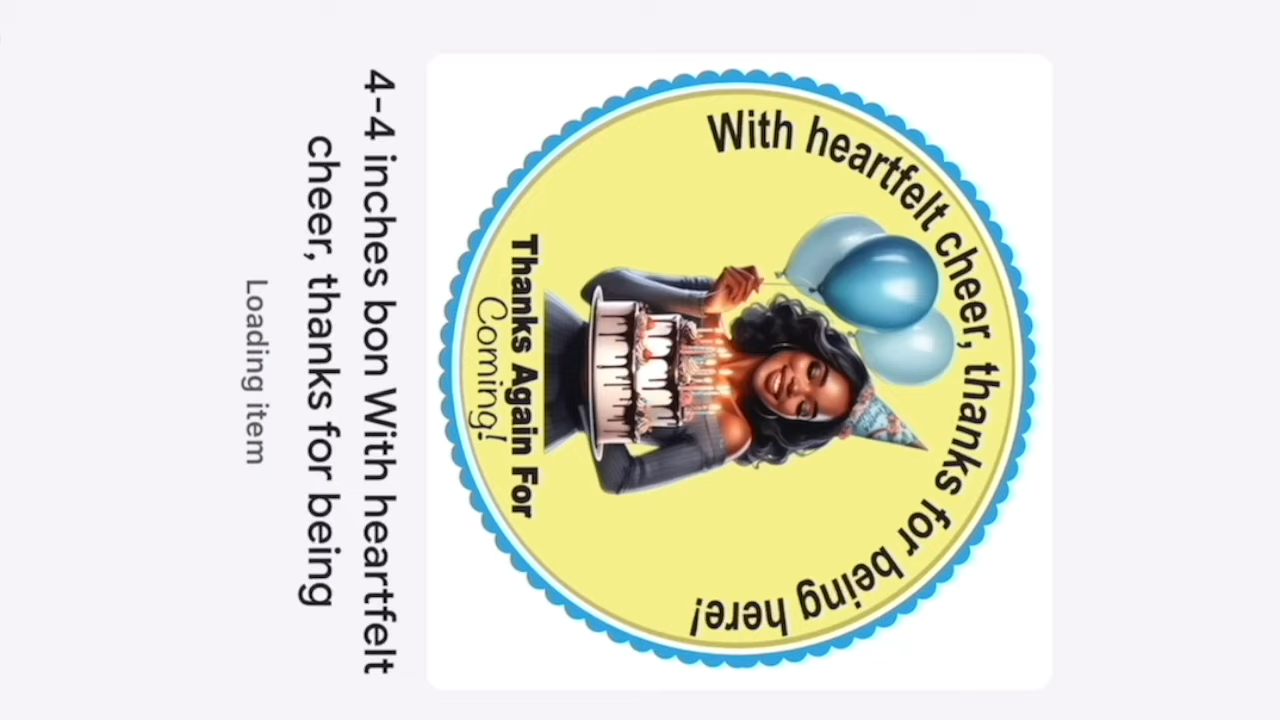 With heartfelt cheer, thanks for being here!
Thanks Again For
Coming!
4-4 inches bon With heartfelt
cheer, thanks for being
Loading item